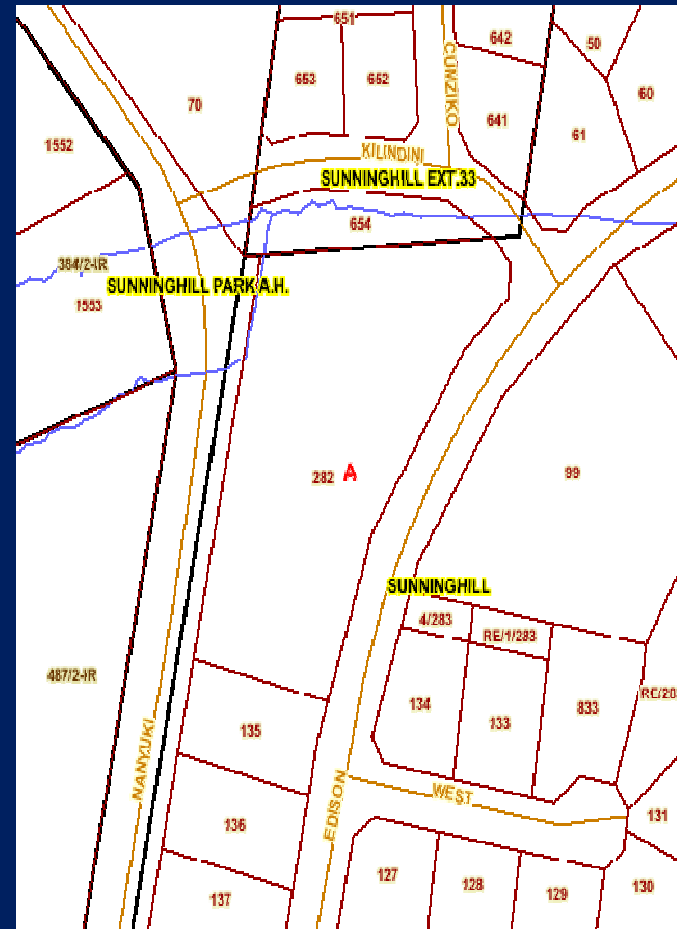 651
642
50
653
652
GUNZIKO
60
70
641
61
1552
KILINDINI
SUNNINGHILL EXT.33
654
384/2-IR
SUNNINGHILL PARK A.H.
1553
282 A
99
SUNNINGHILL
4/283
RE/1/283
487/2-IR
134
133
833
RE/28
135
NANYUKI
EDISON
WEST
131
136
127
128
129
130
137